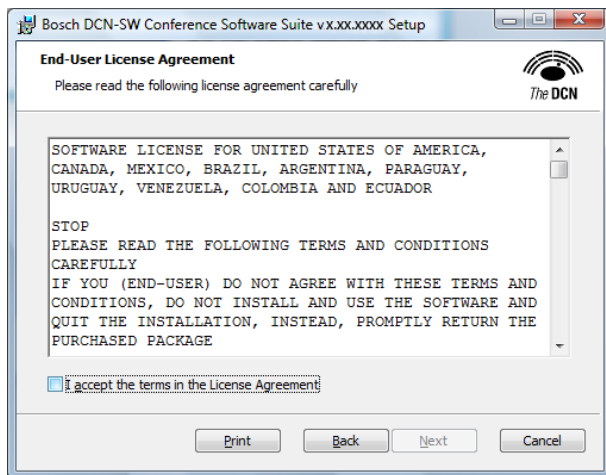 Bosch DCN-SW Conference Software Suite vx.xx.xxxx Setup
End-User License Agreement
Please read the following license agreement carefully
The DCN
SOFTWARE LICENSE FOR UNITED STATES OF AMERICA,
CANADA, MEXICO, BRAZIL, ARGENTINA, PARAGUAY,
URUGUAY, VENEZUELA, COLOMBIA AND ECUADOR
STOP
PLEASE READ THE FOLLOWING TERMS AND CONDITIONS
CAREFULLY
IF YOU (END-USER) DO NOT AGREE WITH THESE TERMS AND
CONDITIONS, DO NOT INSTALL AND USE THE SOFTWARE AND
QUIT THE INSTALLATION, INSTEAD, PROMPTLY RETURN THE
PURCHASED PACKAGE
I accept the terms in the License Agreement
Print Back Next Cancel